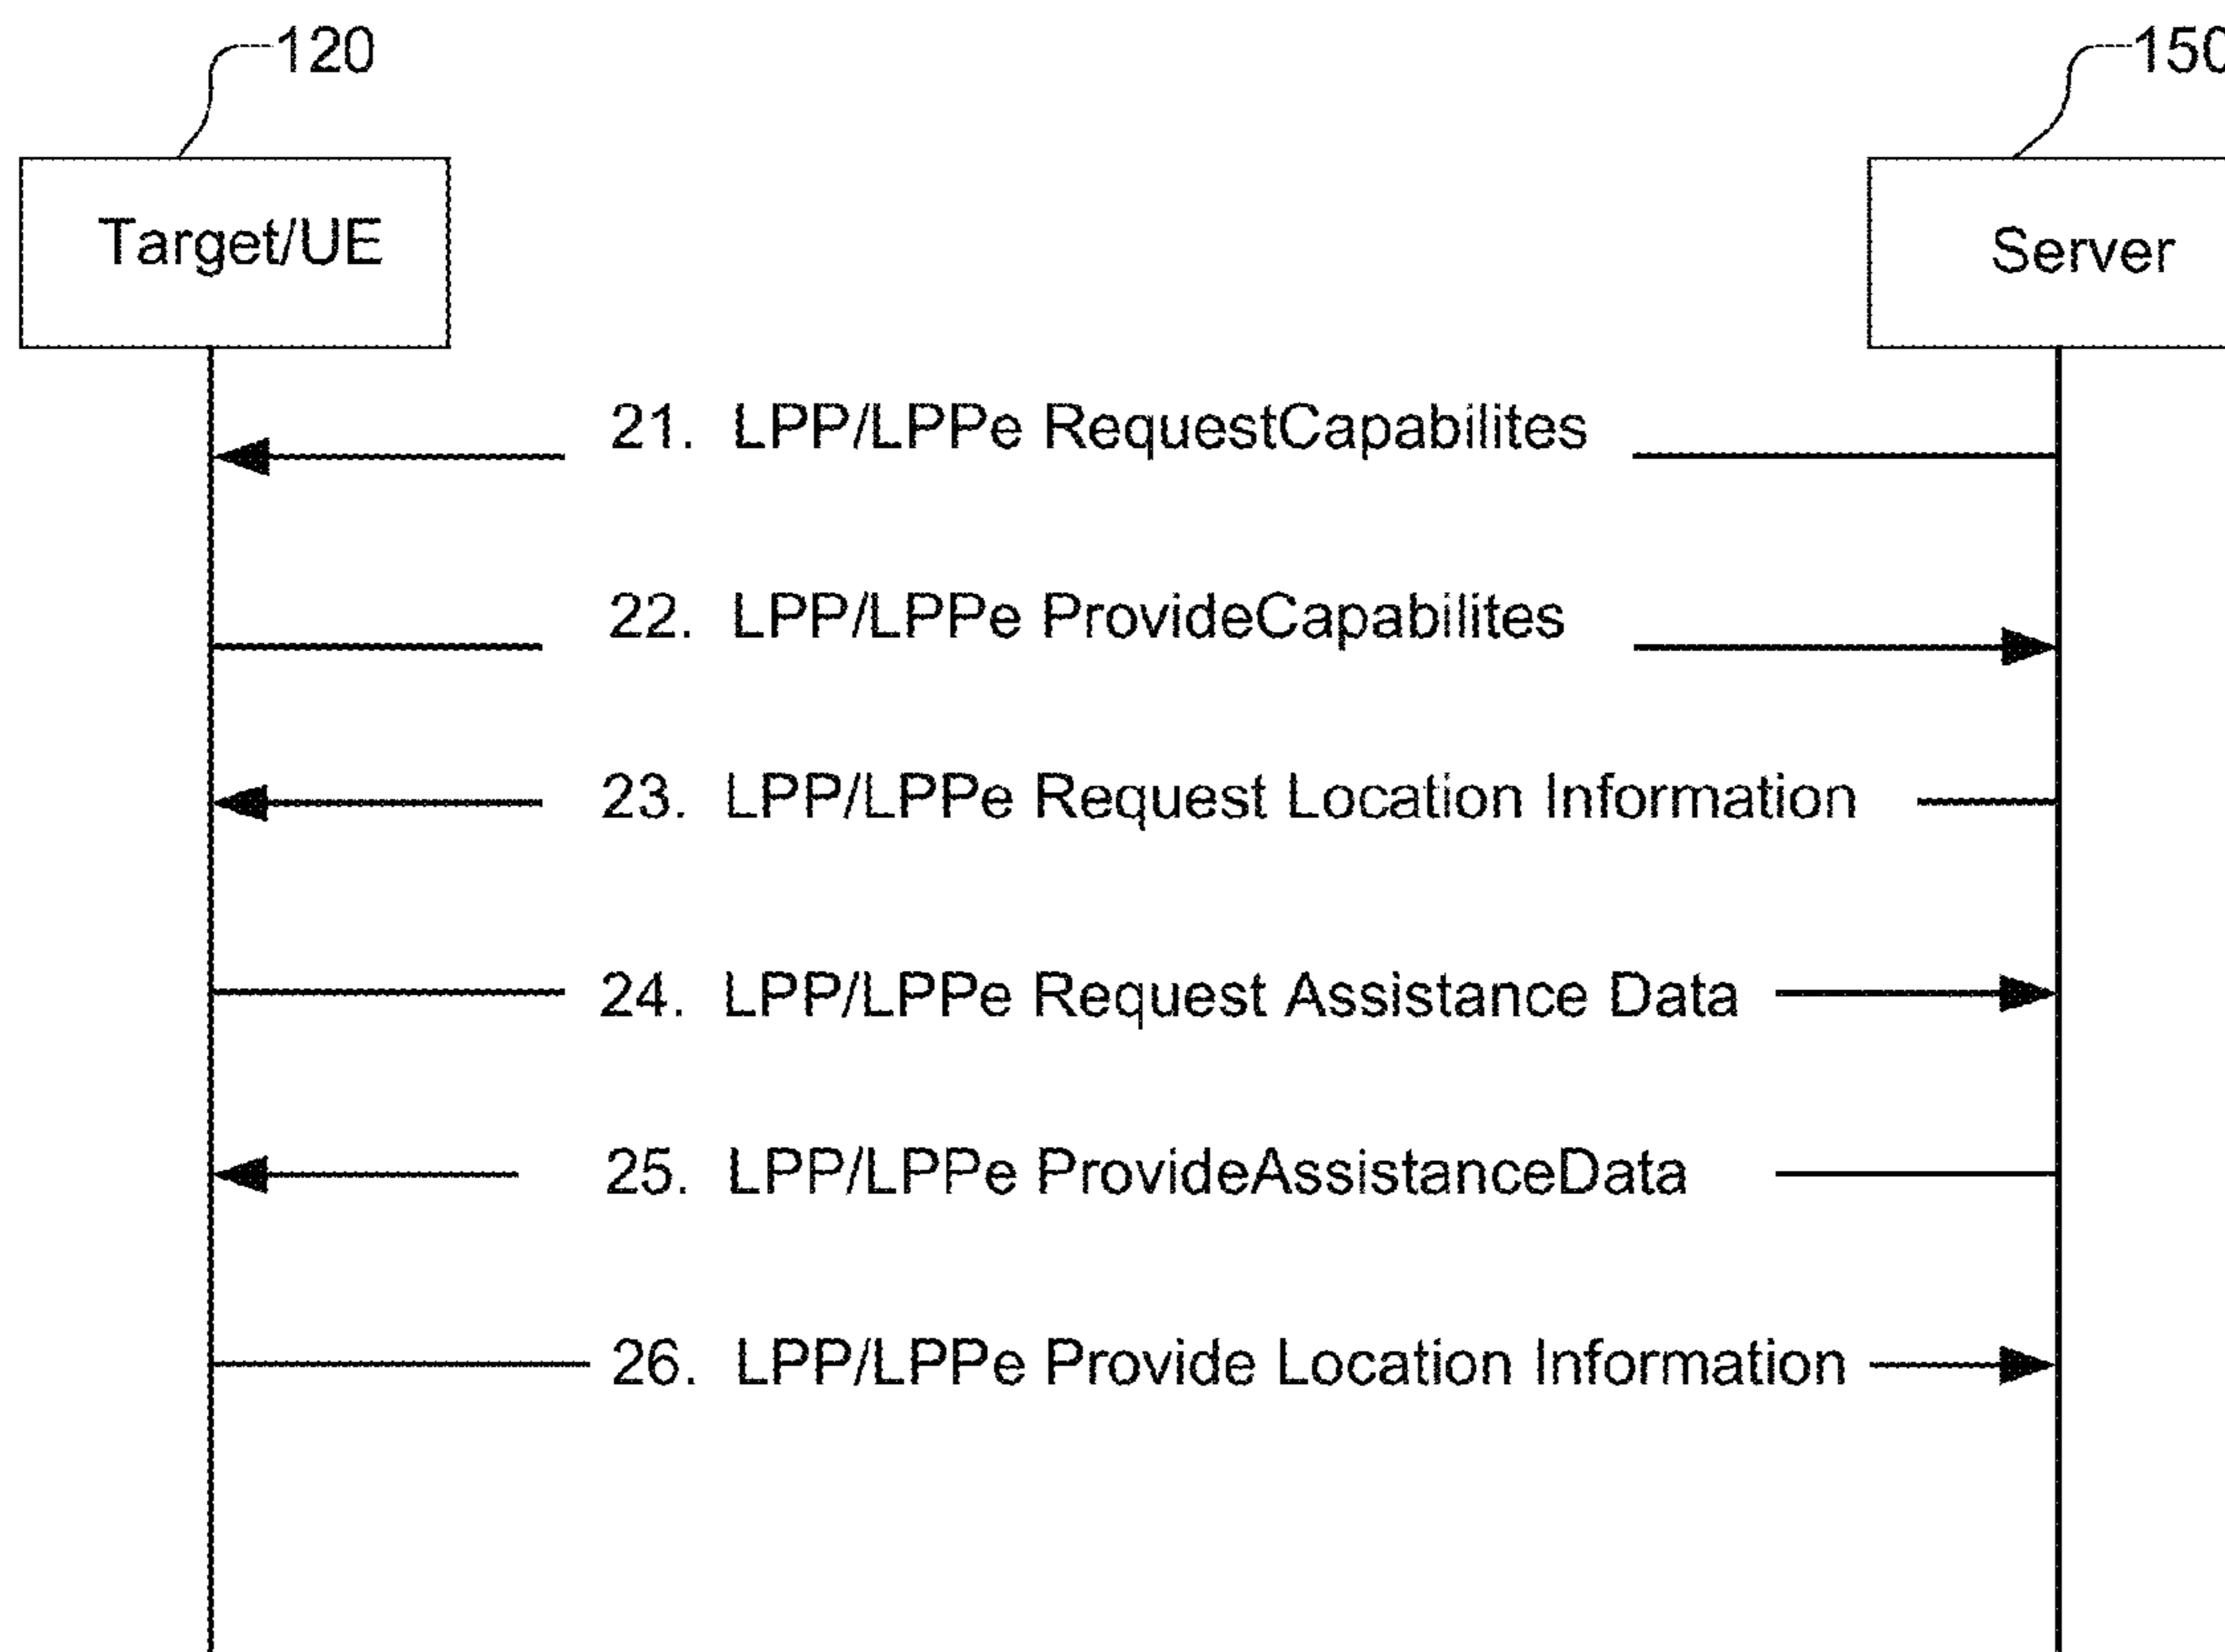 120
150
Target/UE
Server
21. LPP/LPPe RequestCapabilites
22. LPP/LPPe ProvideCapabilites
23. LPP/LPPe Request Location Information
24. LPP/LPPe Request Assistance Data
25. LPP/LPPe ProvideAssistanceData
26. LPP/LPPe Provide Location Information